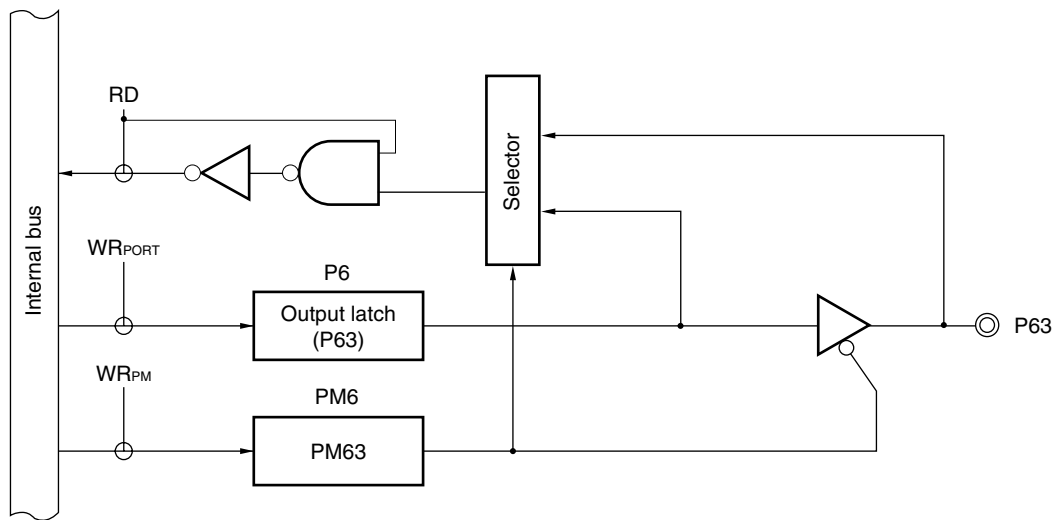 RD
Selector
Internal bus
WRPORT
P6
Output latch
(P63)
P63
WRPM
PM6
PM63